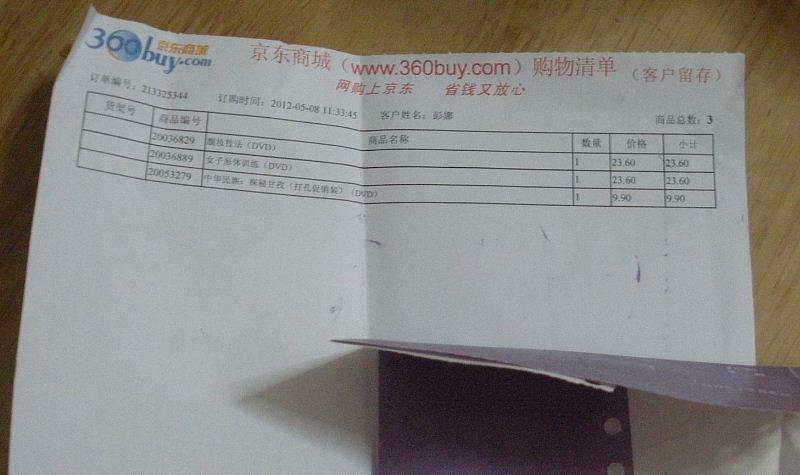 360buy.com 京东商城
京东商城（www.360buy.com）购物清单（客户留存）
网购上京东 省钱又放心
订单编号：213325344 订购时间：2012-05-08 11:33:45 客户姓名：彭娜 商品总数：3
货架号 商品编号 商品名称 数量 价格 小计
20036829 靓妆技法（DVD） 1 23.60 23.60
20036889 女子形体训练（DVD） 1 23.60 23.60
20053279 中华民族：探秘甘孜（打孔促销装）（DVD） 1 9.90 9.90